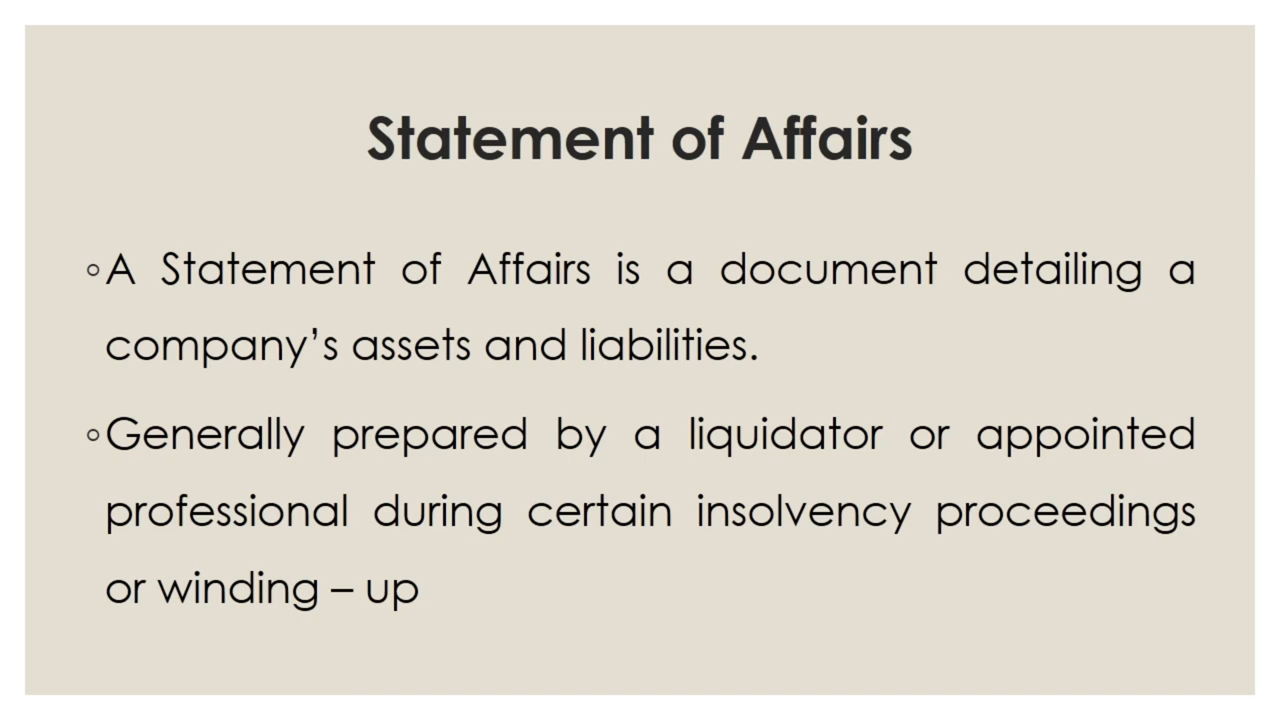 Statement of Affairs
◦A Statement of Affairs is a document detailing a
company’s assets and liabilities.
◦Generally prepared by a liquidator or appointed
professional during certain insolvency proceedings
or winding – up